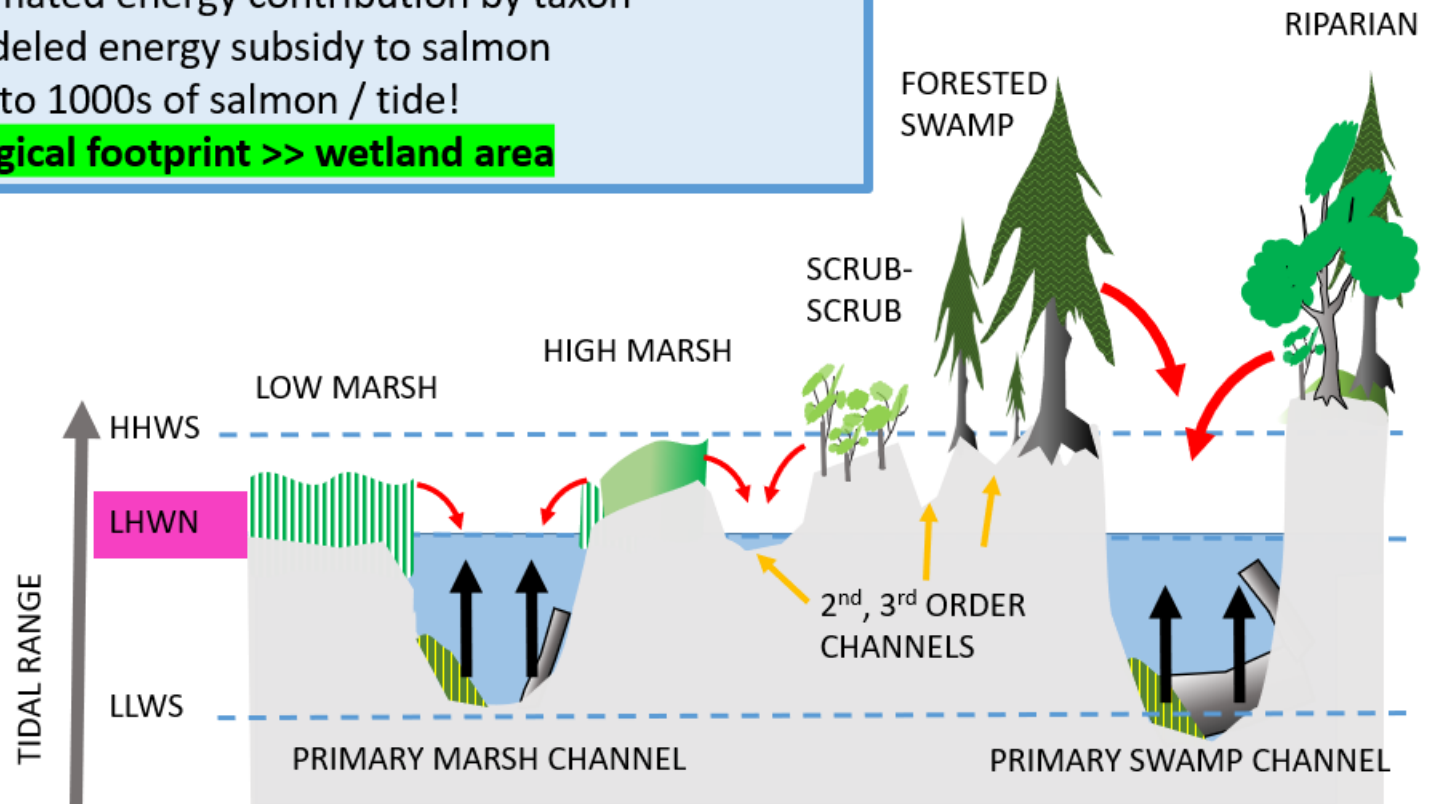 deled energy subsidy to salmon
to 1000s of salmon / tide!
gical footprint >> wetland area
RIPARIAN
FORESTED
SWAMP
SCRUB-
SCRUB
HIGH MARSH
LOW MARSH
HHWS
LHWN
TIDAL RANGE
2nd, 3rd ORDER
CHANNELS
LLWS
PRIMARY MARSH CHANNEL
PRIMARY SWAMP CHANNEL